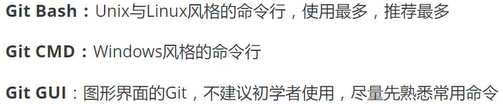 Git Bash：Unix与Linux风格的命令行，使用最多，推荐最多
Git CMD：Windows风格的命令行
Git GUI：图形界面的Git，不建议初学者使用，尽量先熟悉常用命令